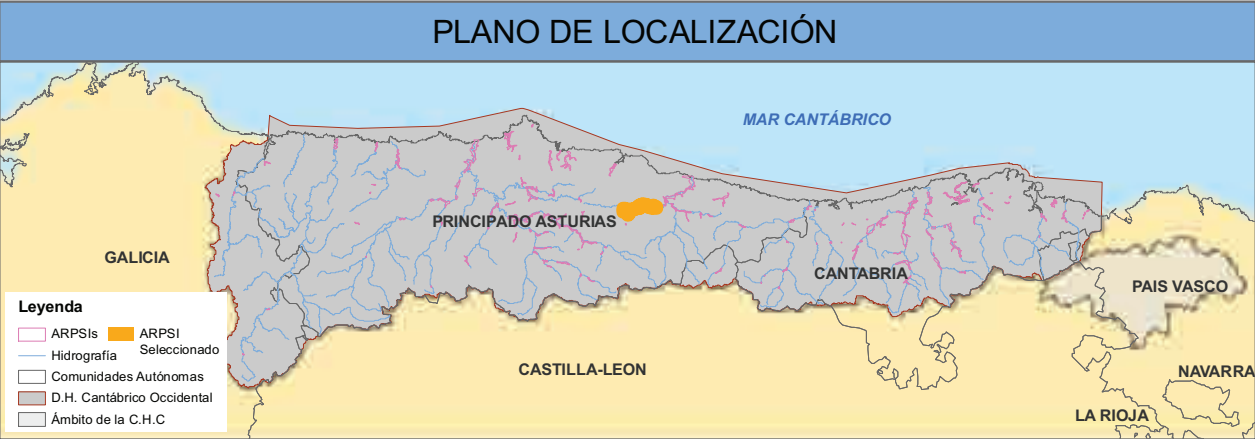 PLANO DE LOCALIZACIÓN
MAR CANTÁBRICO
PRINCIPADO ASTURIAS
GALICIA
CANTABRIA
PAIS VASCO
CASTILLA-LEON
NAVARRA
LA RIOJA
Leyenda
ARPSIs
ARPSI
Seleccionado
Hidrografía
Comunidades Autónomas
D.H. Cantábrico Occidental
Ámbito de la C.H.C